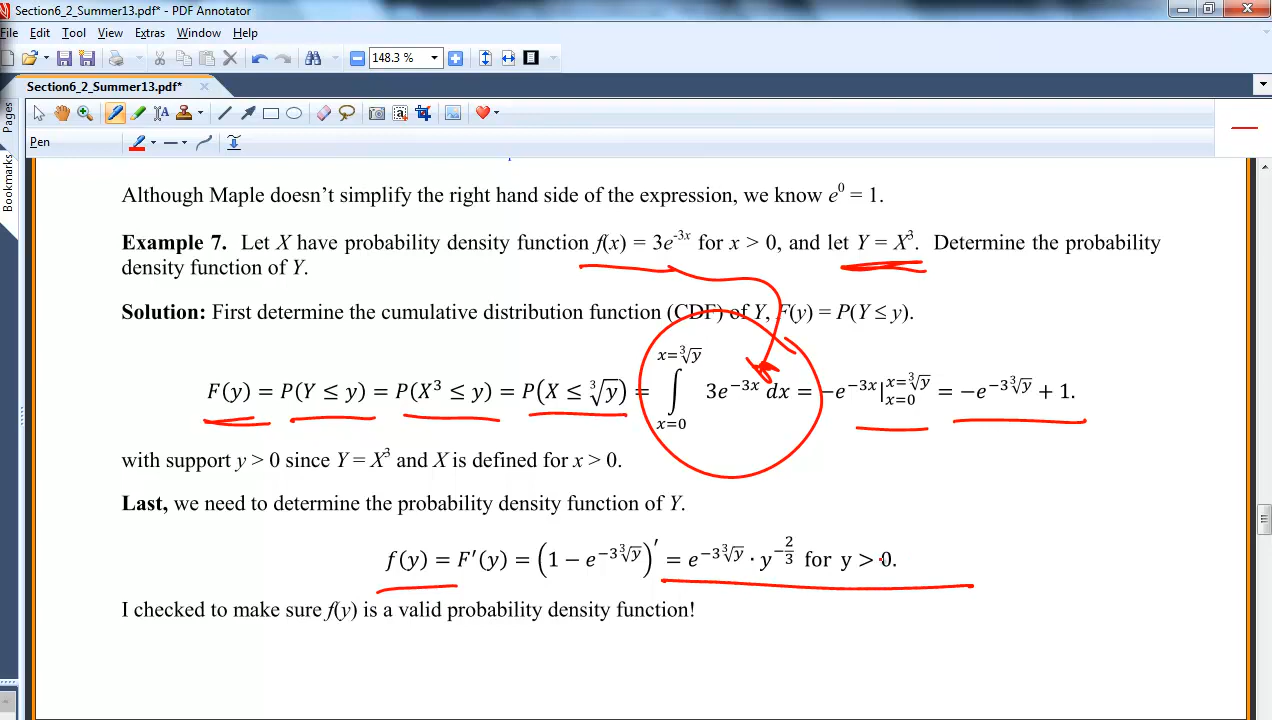 Section6_2_Summer13.pdf* - PDF Annotator
File Edit Tool View Extras Window Help
148.3 %
Section6_2_Summer13.pdf*
Pages
Bookmarks
Pen
Although Maple doesn’t simplify the right hand side of the expression, we know e⁰ = 1.
Example 7. Let X have probability density function f(x) = 3e⁻³ˣ for x > 0, and let Y = X³. Determine the probability
density function of Y.
Solution: First determine the cumulative distribution function (CDF) of Y, F(y) = P(Y ≤ y).
F(y) = P(Y ≤ y) = P(X³ ≤ y) = P(X ≤ ∛y) = ∫_{x=0}^{x=∛y} 3e^{−3x} dx = −e^{−3x}|_{x=0}^{x=∛y} = −e^{−3∛y} + 1.
with support y > 0 since Y = X³ and X is defined for x > 0.
Last, we need to determine the probability density function of Y.
f(y) = F′(y) = (1 − e^{−3∛y})′ = e^{−3∛y} · y^{−2/3} for y > 0.
I checked to make sure f(y) is a valid probability density function!